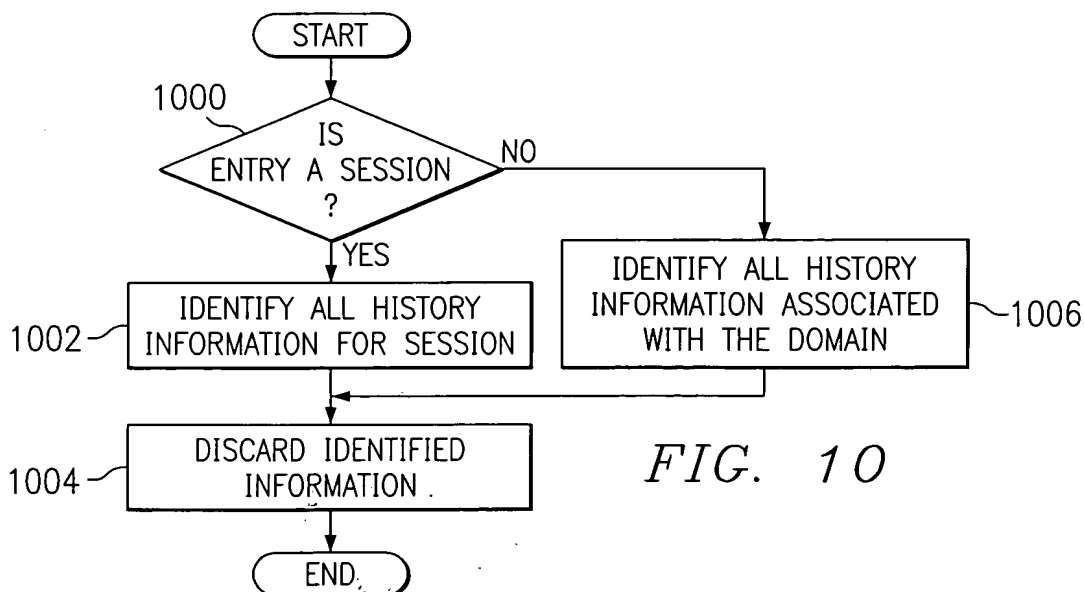 START
1000
IS
ENTRY A SESSION
?
NO
YES
1002
IDENTIFY ALL HISTORY
INFORMATION FOR SESSION
IDENTIFY ALL HISTORY
INFORMATION ASSOCIATED
WITH THE DOMAIN
1006
1004
DISCARD IDENTIFIED
INFORMATION
FIG. 10
END